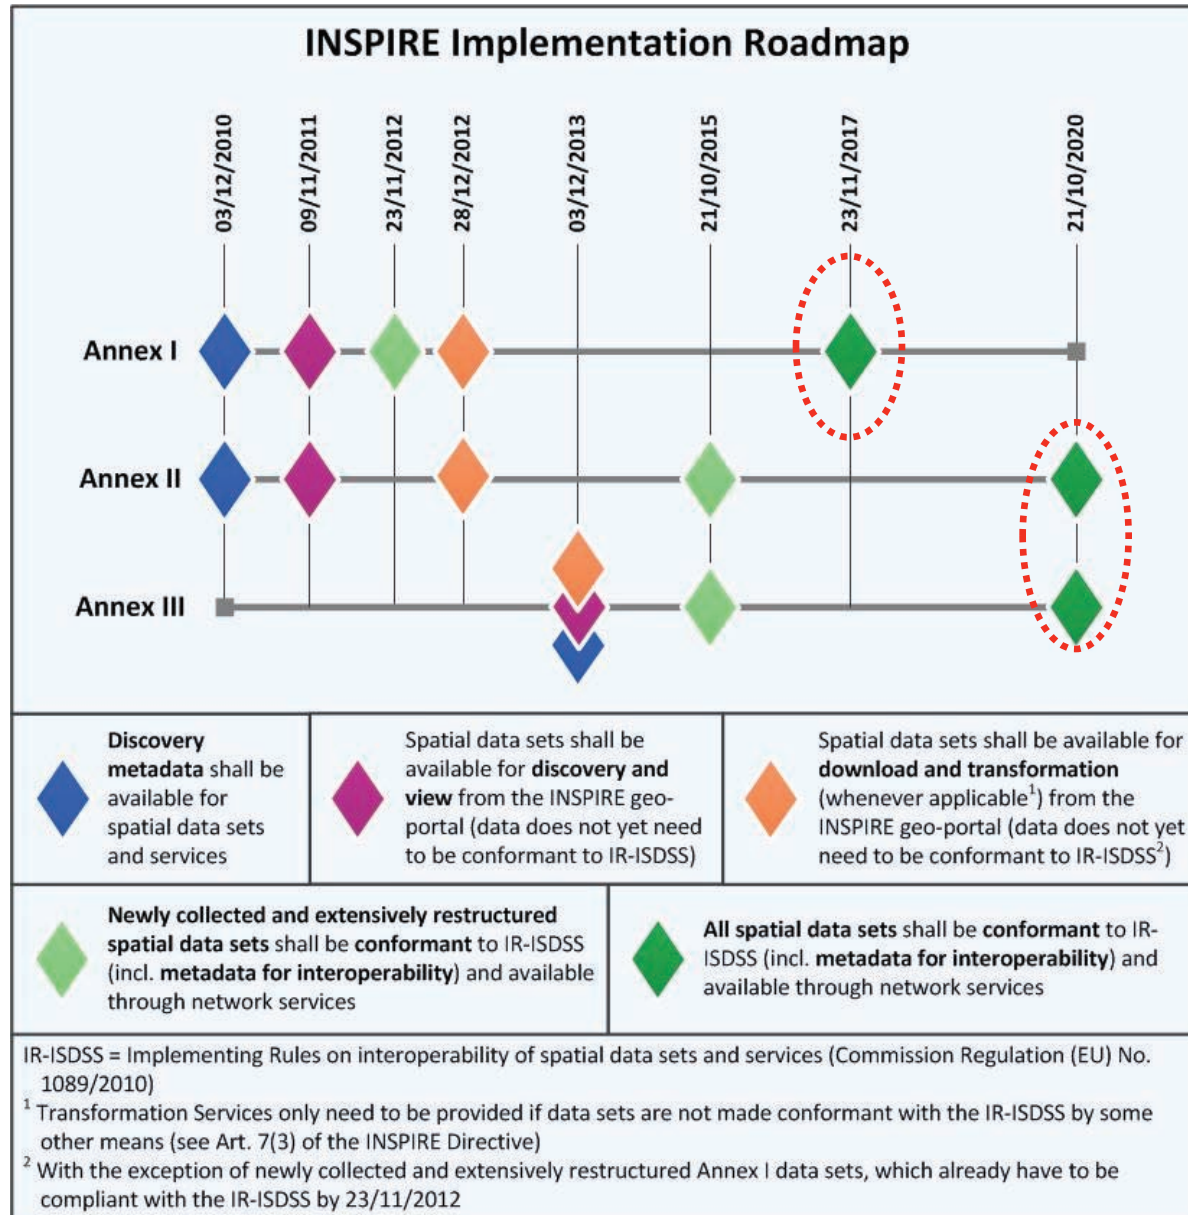 INSPIRE Implementation Roadmap
03/12/2010
09/11/2011
23/11/2012
28/12/2012
03/12/2013
21/10/2015
23/11/2017
21/10/2020
Annex I
Annex II
Annex III
Discovery
metadata shall be
available for
spatial data sets
and services
Spatial data sets shall be
available for discovery and
view from the INSPIRE geo-
portal (data does not yet need
to be conformant to IR-ISDSS)
Spatial data sets shall be available for
download and transformation
(whenever applicable¹) from the
INSPIRE geo-portal (data does not yet
need to be conformant to IR-ISDSS²)
Newly collected and extensively restructured
spatial data sets shall be conformant to IR-ISDSS
(incl. metadata for interoperability) and available
through network services
All spatial data sets shall be conformant to IR-
ISDSS (incl. metadata for interoperability) and
available through network services
IR-ISDSS = Implementing Rules on interoperability of spatial data sets and services (Commission Regulation (EU) No.
1089/2010)
¹ Transformation Services only need to be provided if data sets are not made conformant with the IR-ISDSS by some
other means (see Art. 7(3) of the INSPIRE Directive)
² With the exception of newly collected and extensively restructured Annex I data sets, which already have to be
compliant with the IR-ISDSS by 23/11/2012